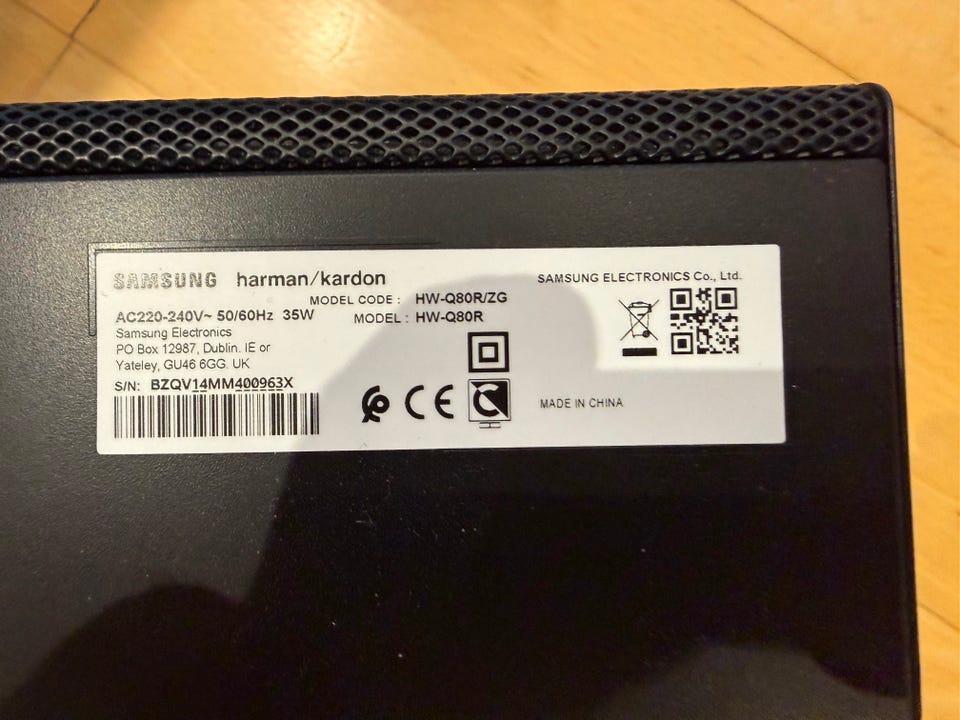 SAMSUNG harman/kardon
SAMSUNG ELECTRONICS Co., Ltd.
MODEL CODE : HW-Q80R/ZG
AC220-240V~ 50/60Hz 35W MODEL : HW-Q80R
Samsung Electronics
PO Box 12987, Dublin. IE or
Yateley, GU46 6GG. UK
S/N: BZQV14MM400963X
CE
MADE IN CHINA